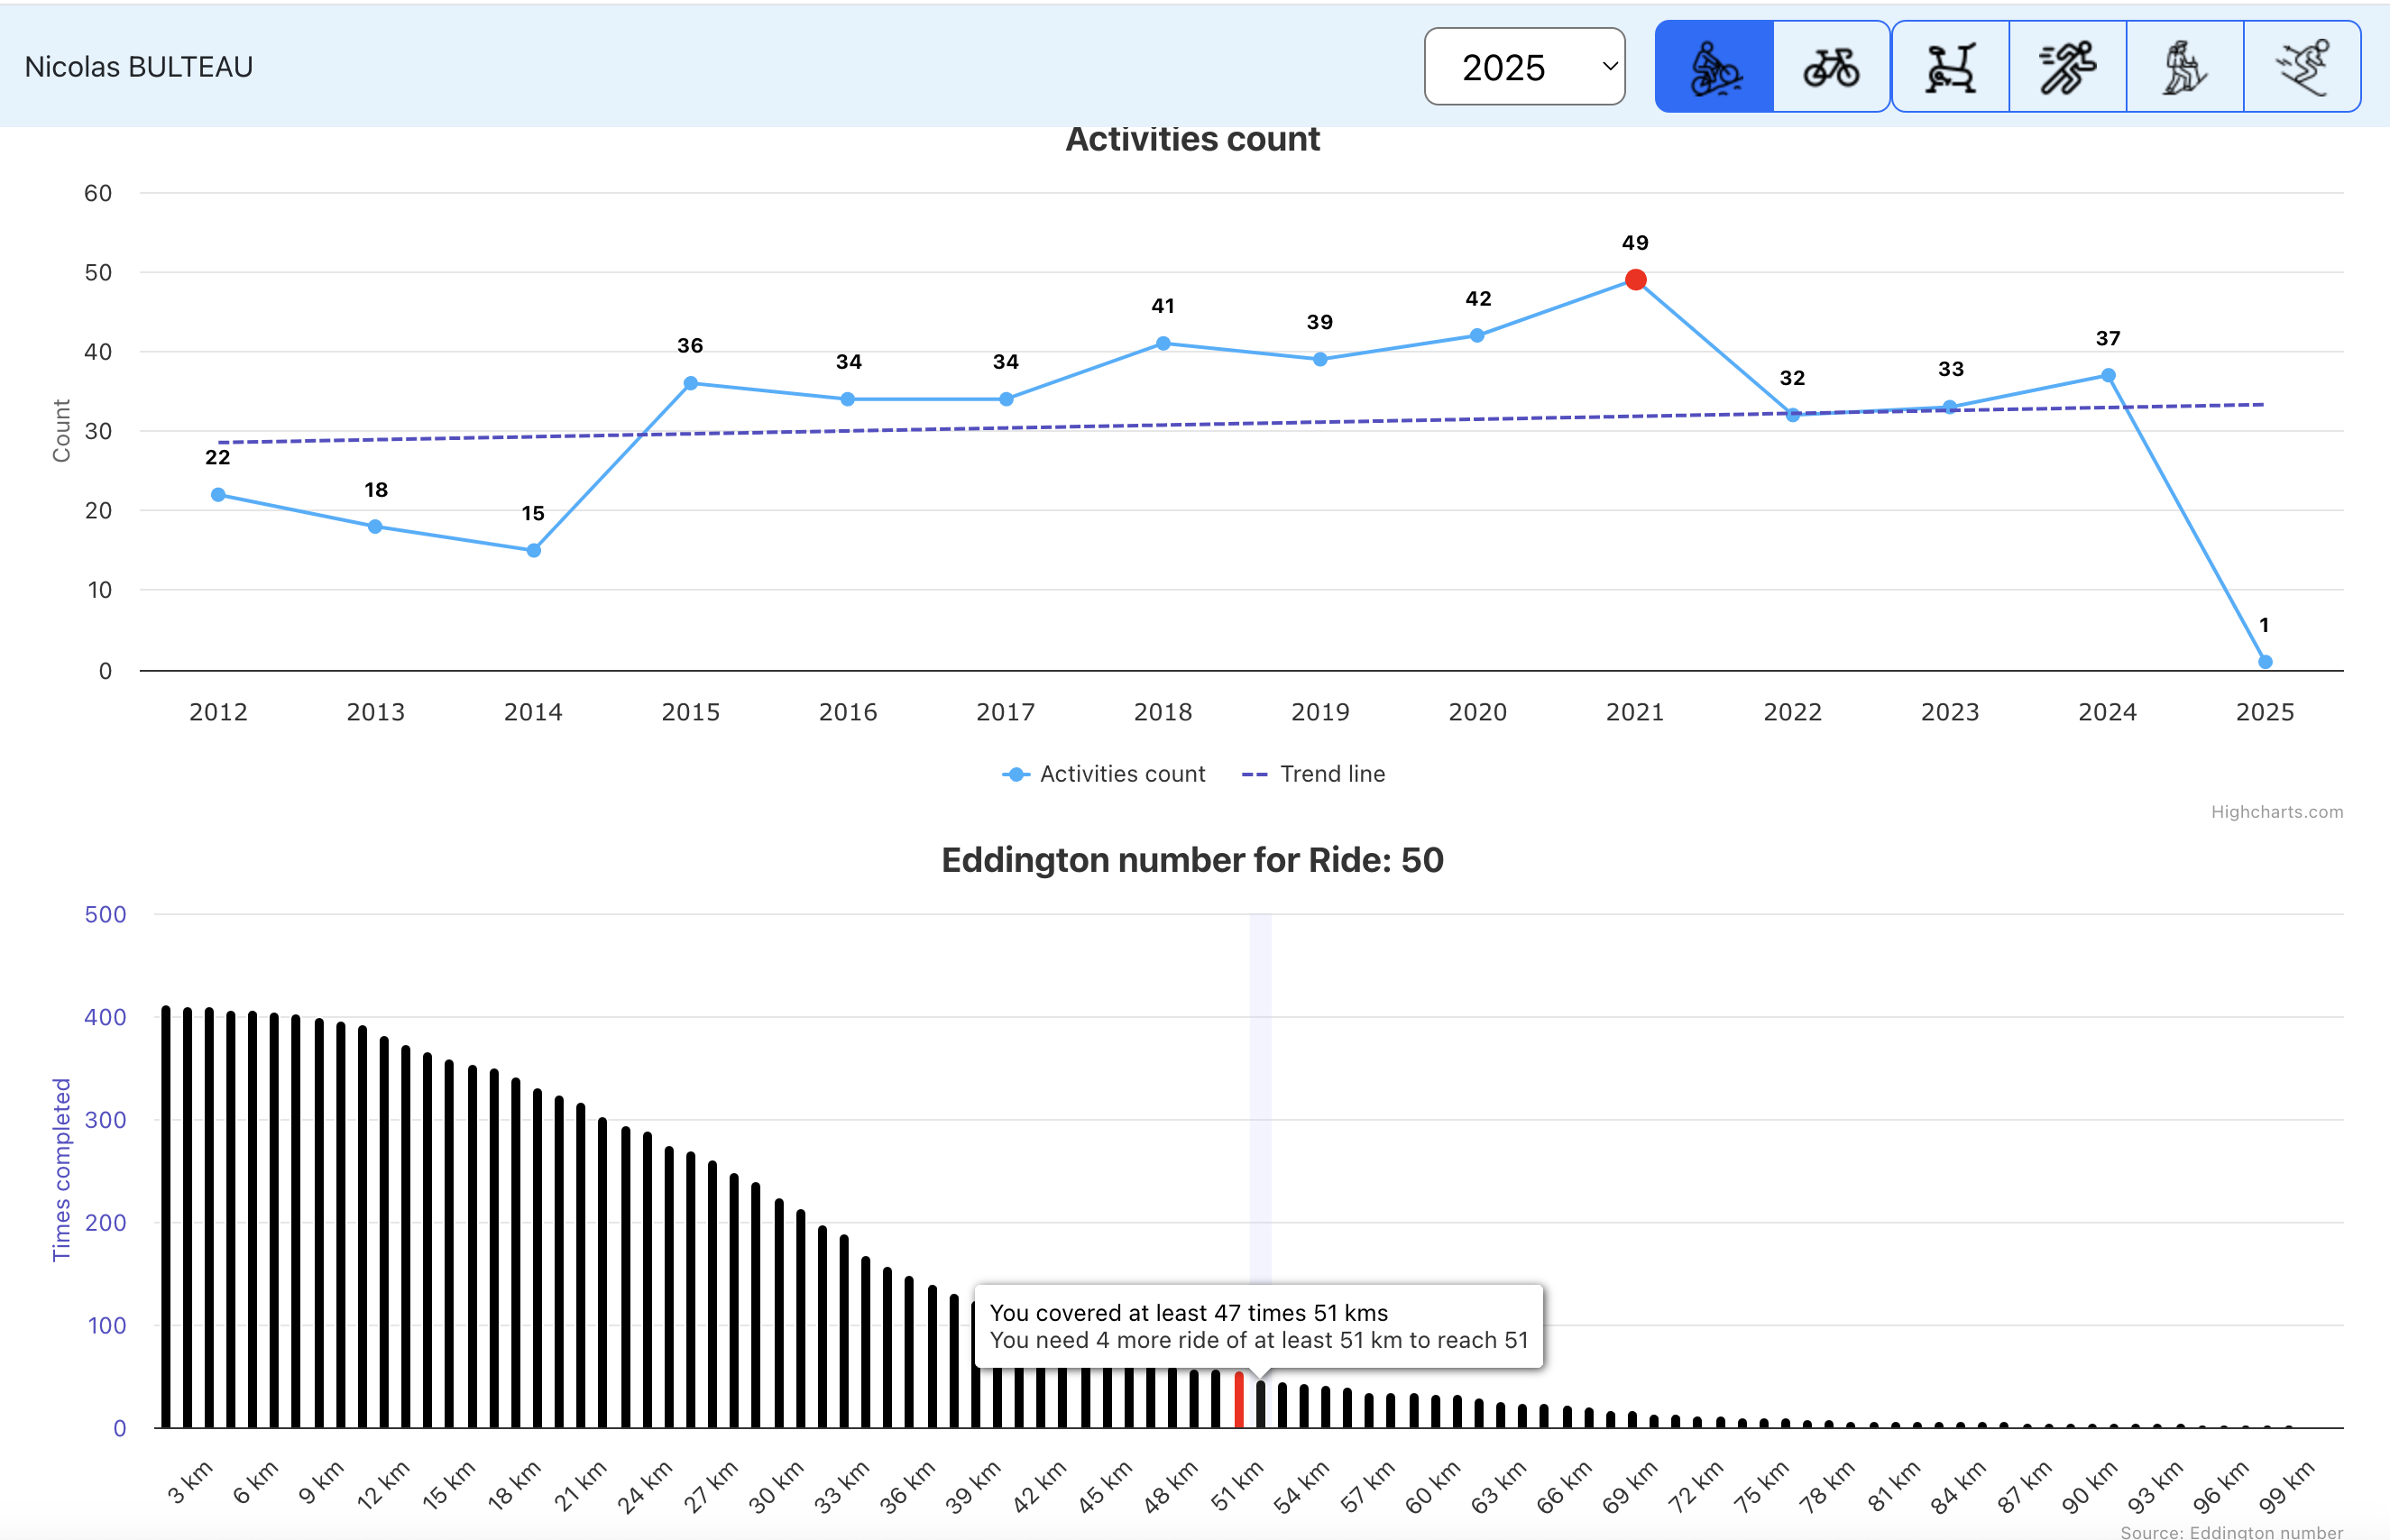 Nicolas BULTEAU
2025
Activities count
60
50
40
30
20
10
0
Count
22
18
15
36
34
34
41
39
42
49
32
33
37
1
2012 2013 2014 2015 2016 2017 2018 2019 2020 2021 2022 2023 2024 2025
Activities count Trend line
Highcharts.com
Eddington number for Ride: 50
500
400
300
200
100
0
Times completed
You covered at least 47 times 51 kms
You need 4 more ride of at least 51 km to reach 51
3 km 6 km 9 km 12 km 15 km 18 km 21 km 24 km 27 km 30 km 33 km 36 km 39 km 42 km 45 km 48 km 51 km 54 km 57 km 60 km 63 km 66 km 69 km 72 km 75 km 78 km 81 km 84 km 87 km 90 km 93 km 96 km 99 km
Source: Eddington number